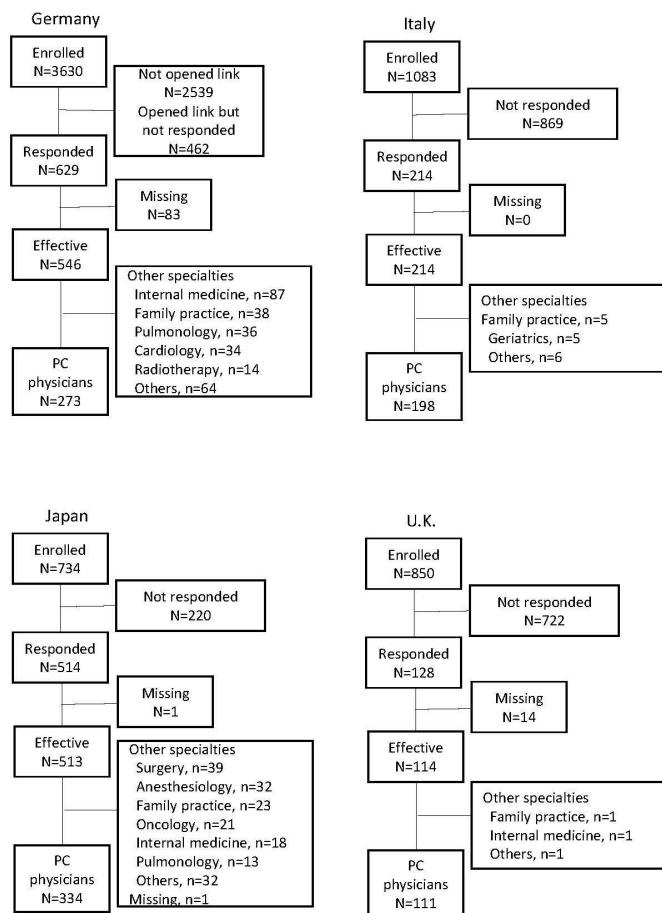 Germany
Enrolled
N=3630
Not opened link
N=2539
Opened link but
not responded
N=462
Responded
N=629
Missing
N=83
Effective
N=546
Other specialties
Internal medicine, n=87
Family practice, n=38
Pulmonology, n=36
Cardiology, n=34
Radiotherapy, n=14
Others, n=64
PC
physicians
N=273
Italy
Enrolled
N=1083
Not responded
N=869
Responded
N=214
Missing
N=0
Effective
N=214
Other specialties
Family practice, n=5
Geriatrics, n=5
Others, n=6
PC
physicians
N=198
Japan
Enrolled
N=734
Not responded
N=220
Responded
N=514
Missing
N=1
Effective
N=513
Other specialties
Surgery, n=39
Anesthesiology, n=32
Family practice, n=23
Oncology, n=21
Internal medicine, n=18
Pulmonology, n=13
Others, n=32
Missing, n=1
PC
physicians
N=334
U.K.
Enrolled
N=850
Not responded
N=722
Responded
N=128
Missing
N=14
Effective
N=114
Other specialties
Family practice, n=1
Internal medicine, n=1
Others, n=1
PC
physicians
N=111